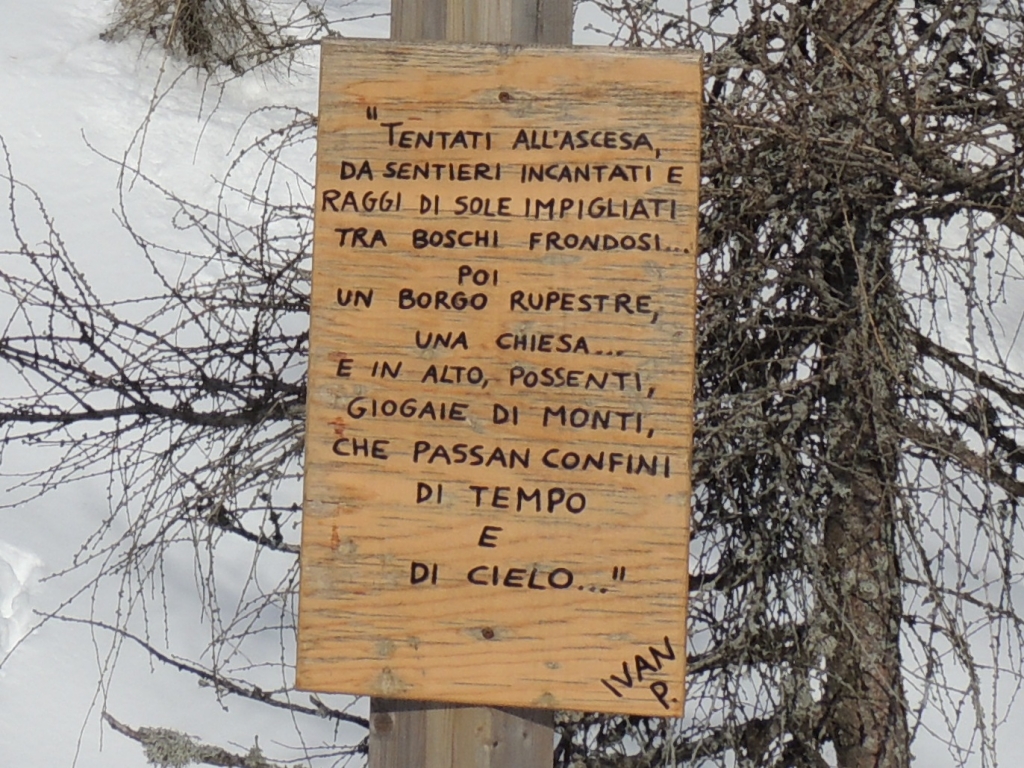 "TENTATI ALL'ASCESA,
DA SENTIERI INCANTATI E
RAGGI DI SOLE IMPIGLIATI
TRA BOSCHI FRONDOSI...
POI
UN BORGO RUPESTRE,
UNA CHIESA...
E IN ALTO, POSSENTI,
GIOGAIE DI MONTI,
CHE PASSAN CONFINI
DI TEMPO
E
DI CIELO..."
IVAN
P.